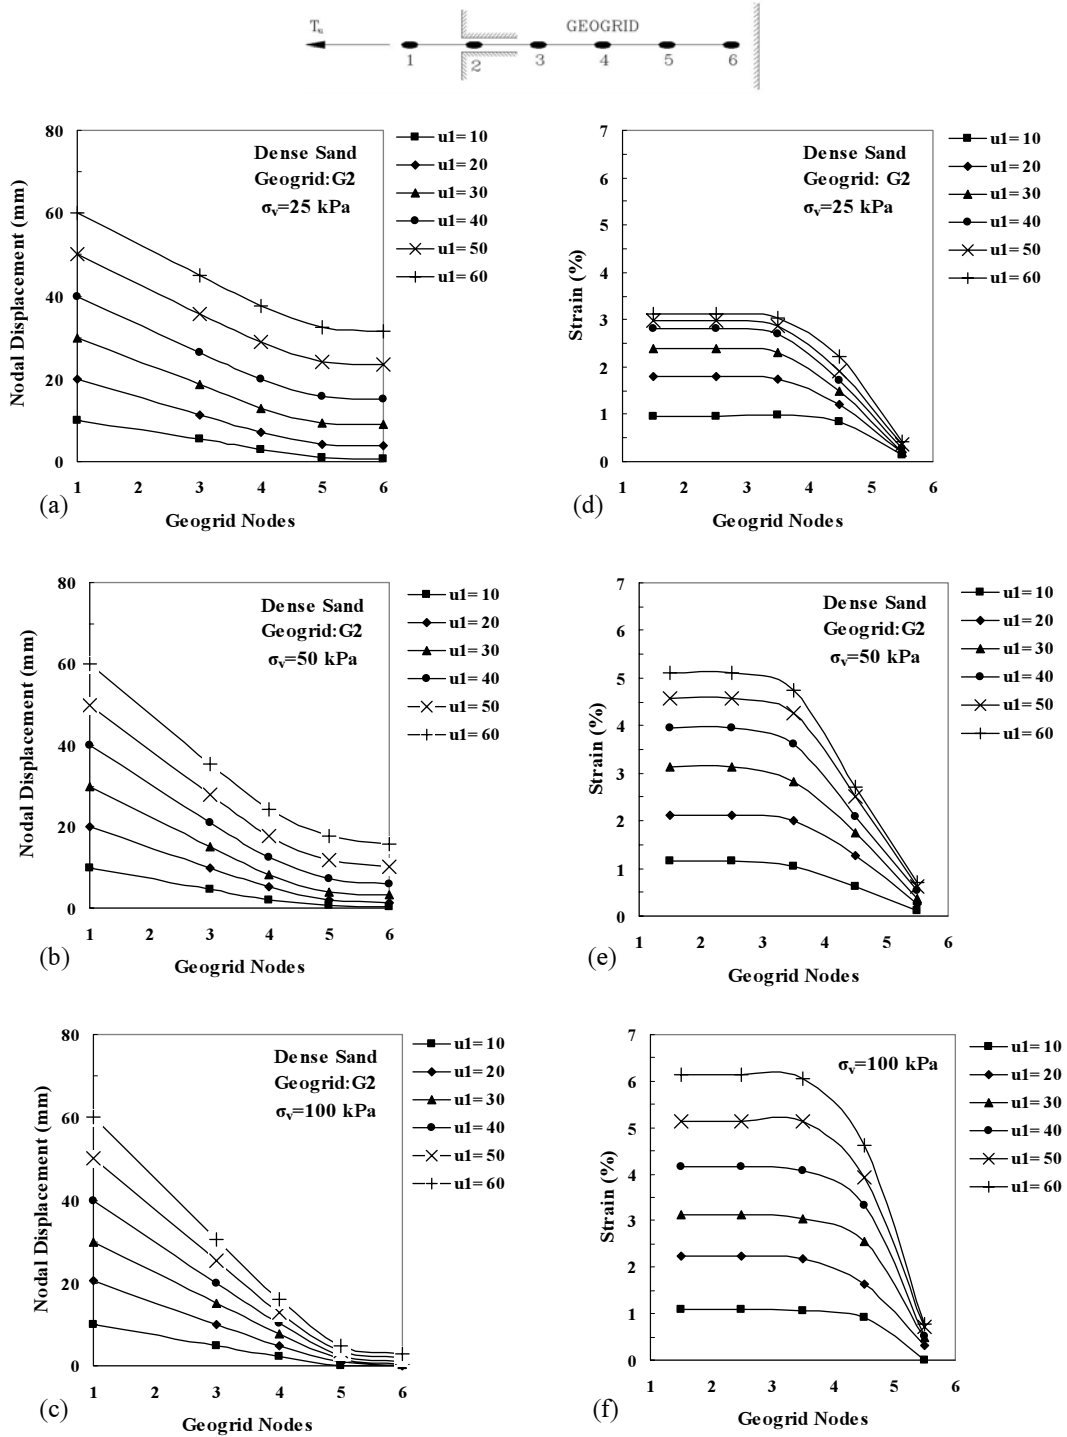 Tᵤ
GEOGRID
1 2 3 4 5 6
80
60
40
20
0
Nodal Displacement (mm)
Dense Sand
Geogrid:G2
σv=25 kPa
1 2 3 4 5 6
Geogrid Nodes
u1= 10
u1= 20
u1= 30
u1= 40
u1= 50
u1= 60
(a)
7
6
5
4
3
2
1
0
Strain (%)
Dense Sand
Geogrid: G2
σv=25 kPa
1 2 3 4 5 6
Geogrid Nodes
u1= 10
u1= 20
u1= 30
u1= 40
u1= 50
u1= 60
(d)
80
60
40
20
0
Nodal Displacement (mm)
Dense Sand
Geogrid:G2
σv=50 kPa
1 2 3 4 5 6
Geogrid Nodes
u1= 10
u1= 20
u1= 30
u1= 40
u1= 50
u1= 60
(b)
7
6
5
4
3
2
1
0
Strain (%)
Dense Sand
Geogrid:G2
σv=50 kPa
1 2 3 4 5 6
Geogrid Nodes
u1= 10
u1= 20
u1= 30
u1= 40
u1= 50
u1= 60
(e)
80
60
40
20
0
Nodal Displacement (mm)
Dense Sand
Geogrid:G2
σv=100 kPa
1 2 3 4 5 6
Geogrid Nodes
u1= 10
u1= 20
u1= 30
u1= 40
u1= 50
u1= 60
(c)
7
6
5
4
3
2
1
0
Strain (%)
σv=100 kPa
1 2 3 4 5 6
Geogrid Nodes
u1= 10
u1= 20
u1= 30
u1= 40
u1= 50
u1= 60
(f)